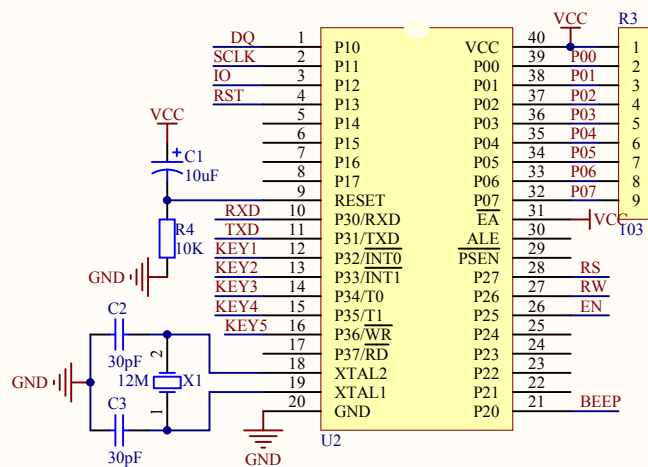 VCC R3
DQ 1 P10 VCC 40 1
SCLK 2 P11 P00 39 P00 2
IO 3 P12 P01 38 P01 3
RST 4 P13 P02 37 P02 4
VCC 5 P14 P03 36 P03 5
6 P15 P04 35 P04 6
C1 7 P16 P05 34 P05 7
10uF 8 P17 P06 33 P06 8
9 RESET P07 32 P07 9
RXD 10 P30/RXD EA 31 VCC 103
R4 TXD 11 P31/TXD ALE 30
10K KEY1 12 P32/INT0 PSEN 29
GND KEY2 13 P33/INT1 P27 28 RS
KEY3 14 P34/T0 P26 27 RW
C2 KEY4 15 P35/T1 P25 26 EN
KEY5 16 P36/WR P24 25
30pF 2 17 P37/RD P23 24
GND 12M X1 18 XTAL2 P22 23
19 XTAL1 P21 22
C3 1 20 GND P20 21 BEEP
30pF GND U2